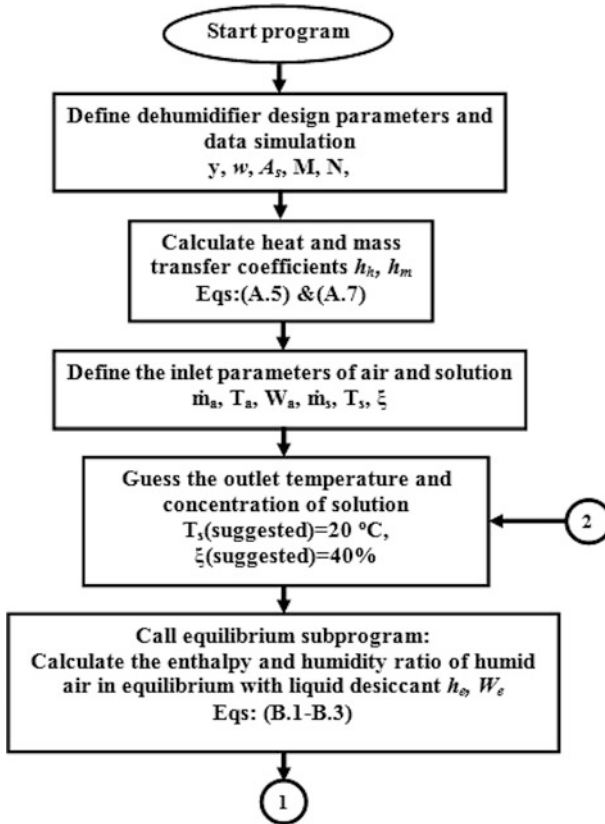 Start program
Define dehumidifier design parameters and
data simulation
y, w, Aₛ, M, N,
Calculate heat and mass
transfer coefficients hₕ, hₘ
Eqs:(A.5) &(A.7)
Define the inlet parameters of air and solution
ṁₐ, Tₐ, Wₐ, ṁₛ, Tₛ, ξ
Guess the outlet temperature and
concentration of solution
Tₛ(suggested)=20 ºC,
ξ(suggested)=40%
2
Call equilibrium subprogram:
Calculate the enthalpy and humidity ratio of humid
air in equilibrium with liquid desiccant hₑ, Wₑ
Eqs: (B.1-B.3)
1